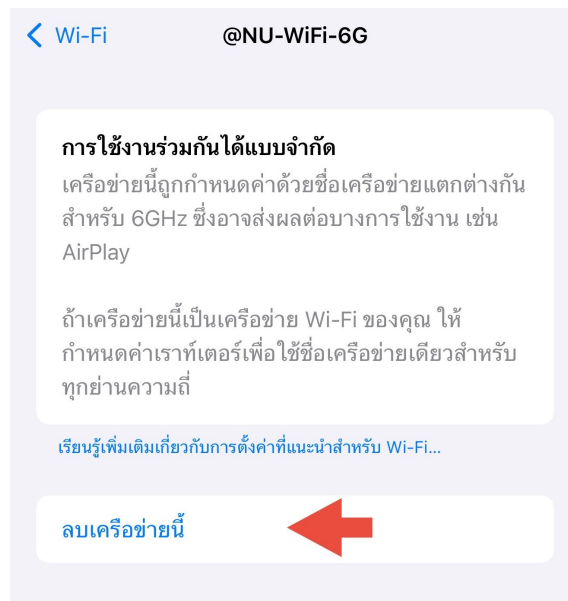 Wi-Fi
@NU-WiFi-6G
การใช้งานร่วมกันได้แบบจำกัด
เครือข่ายนี้ถูกกำหนดค่าด้วยชื่อเครือข่ายแตกต่างกัน
สำหรับ 6GHz ซึ่งอาจส่งผลต่อบางการใช้งาน เช่น
AirPlay
ถ้าเครือข่ายนี้เป็นเครือข่าย Wi-Fi ของคุณ ให้
กำหนดค่าเราท์เตอร์เพื่อใช้ชื่อเครือข่ายเดียวสำหรับ
ทุกย่านความถี่
เรียนรู้เพิ่มเติมเกี่ยวกับการตั้งค่าที่แนะนำสำหรับ Wi-Fi...
ลบเครือข่ายนี้